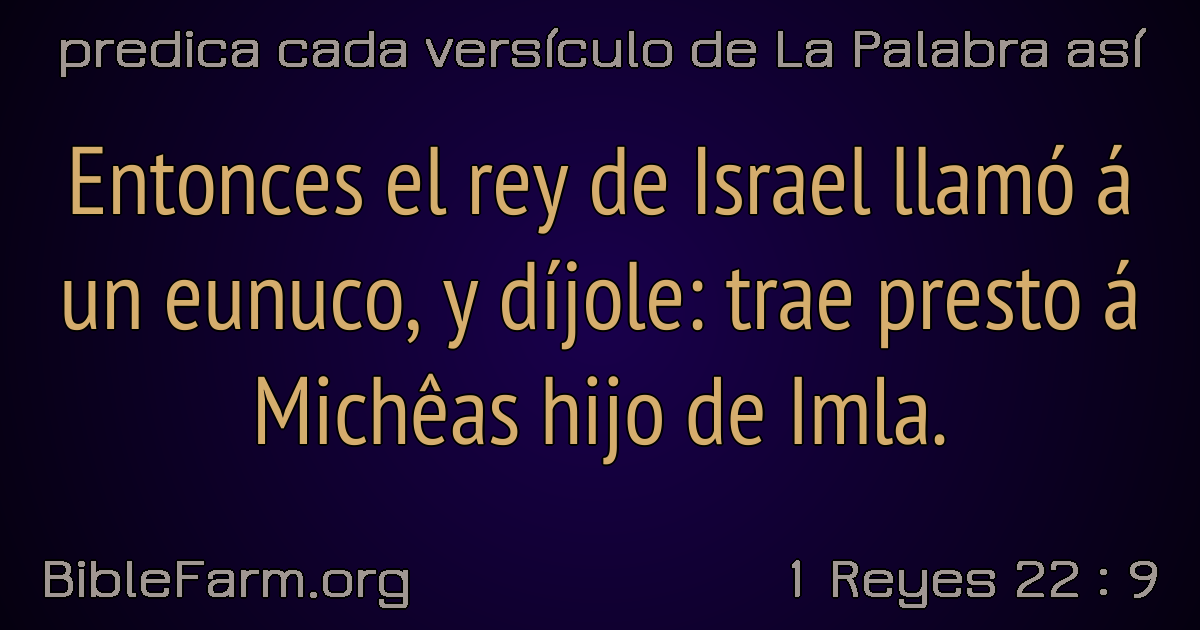 predica cada versículo de La Palabra así
Entonces el rey de Israel llamó á
un eunuco, y díjole: trae presto á
Michêas hijo de Imla.
BibleFarm.org
1 Reyes 22 : 9